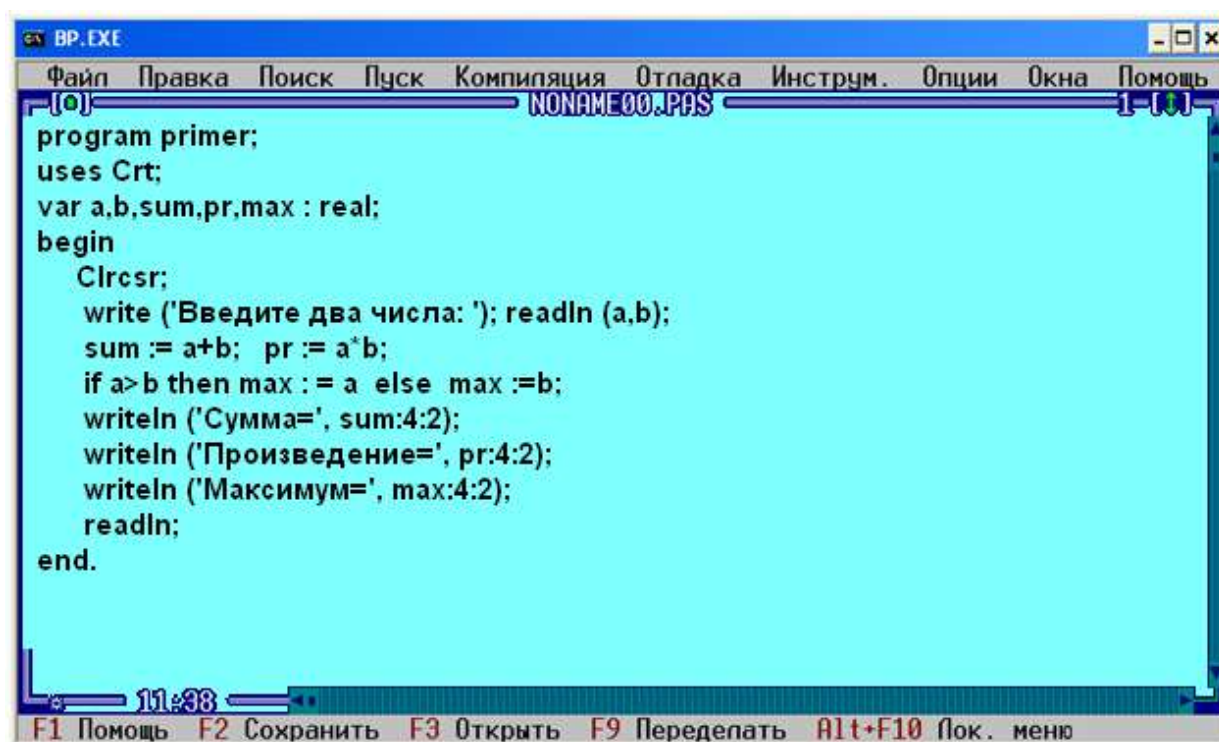 BP.EXE
Файл Правка Поиск Пуск Компиляция Отладка Инструм. Опции Окна Помощь
[■] NONAME00.PAS 1-[↕]
program primer;
uses Crt;
var a,b,sum,pr,max : real;
begin
Clrcsr;
write ('Введите два числа: '); readln (a,b);
sum := a+b; pr := a*b;
if a>b then max : = a else max :=b;
writeln ('Сумма=', sum:4:2);
writeln ('Произведение=', pr:4:2);
writeln ('Максимум=', max:4:2);
readln;
end.
11:38
F1 Помощь F2 Сохранить F3 Открыть F9 Переделать Alt+F10 Лок. меню